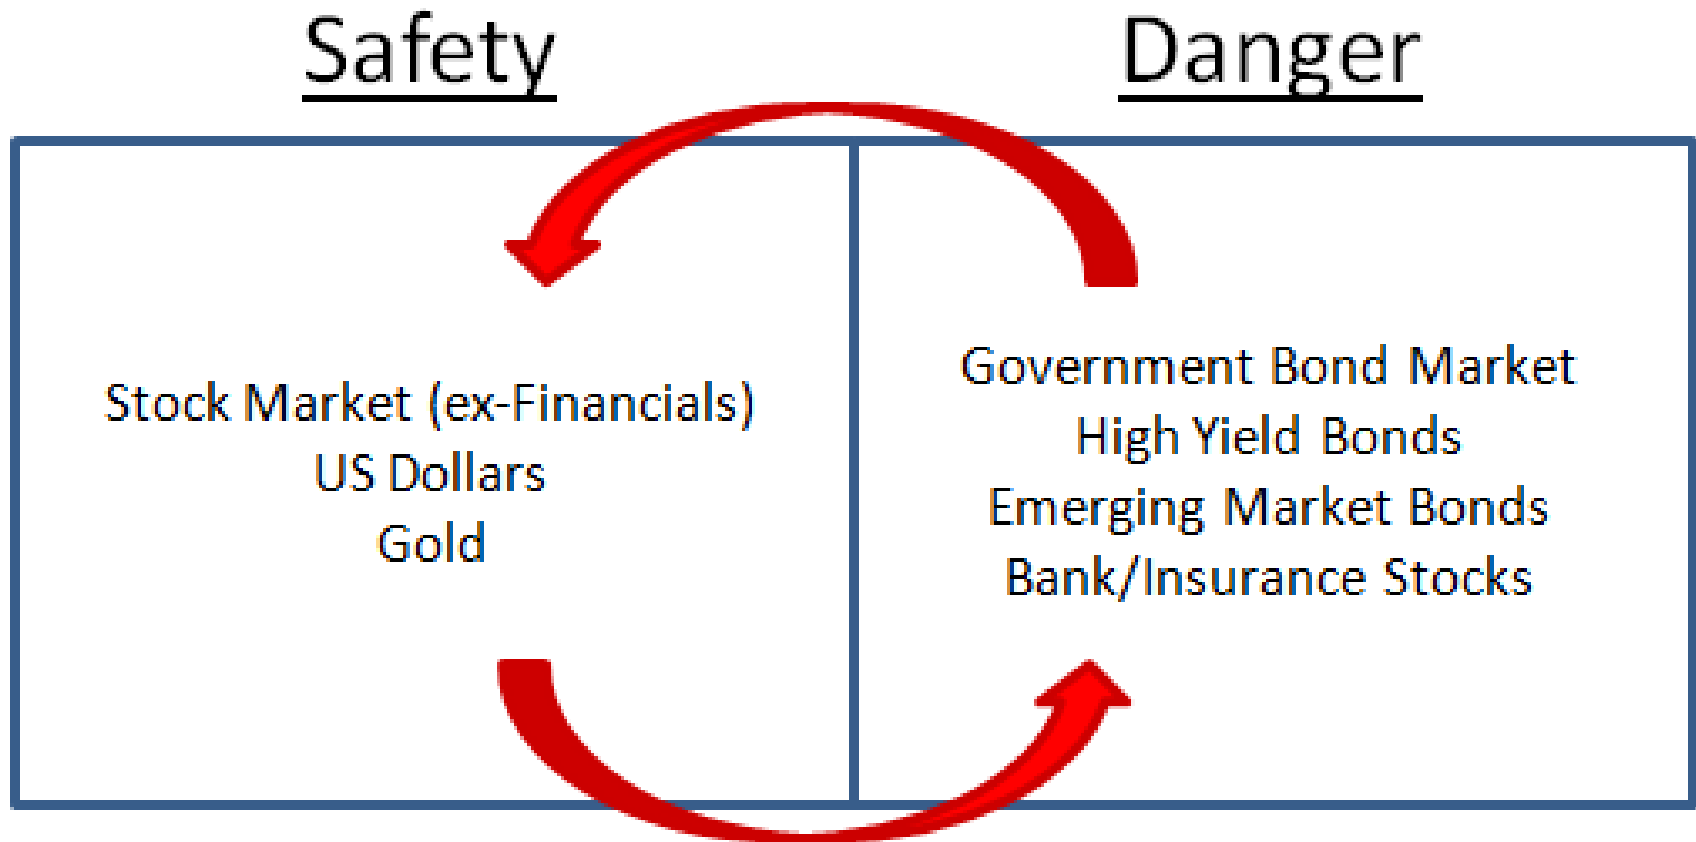 Safety
Danger
Stock Market (ex-Financials)
US Dollars
Gold
Government Bond Market
High Yield Bonds
Emerging Market Bonds
Bank/Insurance Stocks